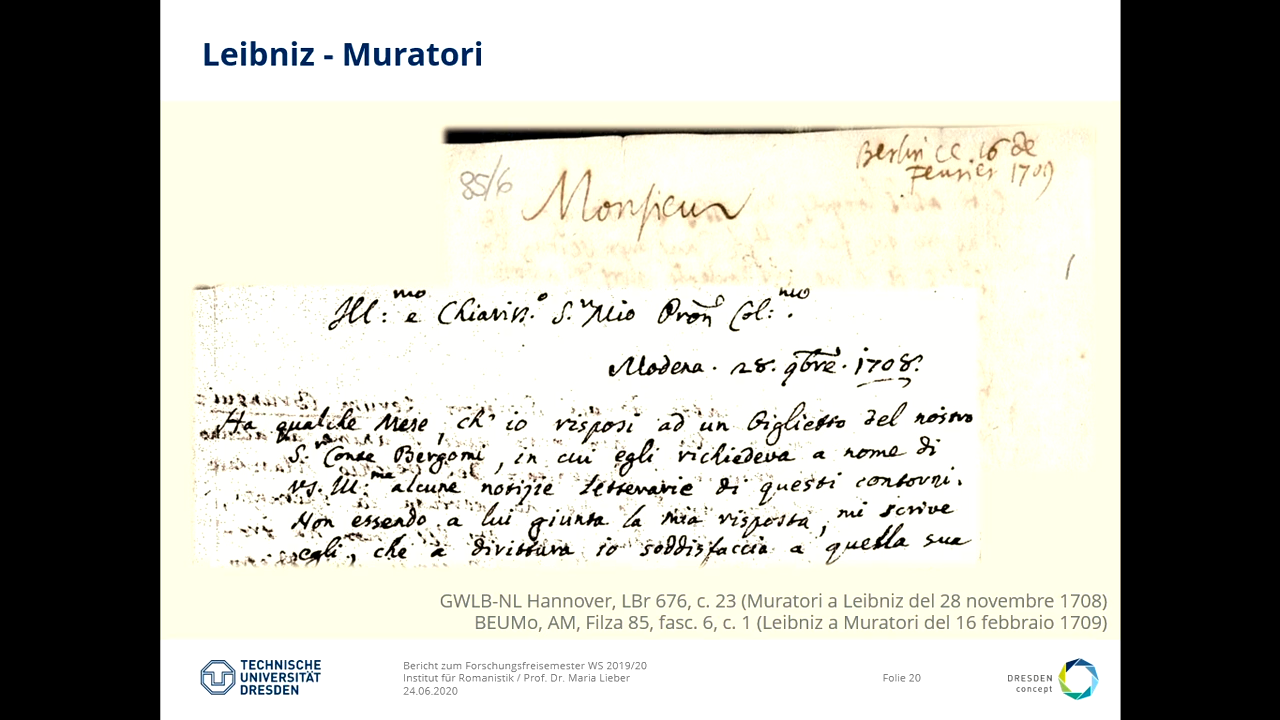 Leibniz - Muratori
Berlin ce 16 de
Feurier 1709
85/6
Monsieur
Ill:mo e Chiariss.o S.r Mio Pron Col:mo.
Modena. 28. 9bre. 1708.
Ha qualche Mese, ch' io risposi ad un biglietto del nostro
S.r Conte Bergomi, in cui egli richiedeva a nome di
VS. Ill:ma alcune notizie letterarie di questi contorni.
Non essendo a lui giunta la mia risposta, mi scrive
egli, che a dirittura io soddisfaccia a quella sua
GWLB-NL Hannover, LBr 676, c. 23 (Muratori a Leibniz del 28 novembre 1708)
BEUMo, AM, Filza 85, fasc. 6, c. 1 (Leibniz a Muratori del 16 febbraio 1709)
TECHNISCHE
UNIVERSITÄT
DRESDEN
Bericht zum Forschungsfreisemester WS 2019/20
Institut für Romanistik / Prof. Dr. Maria Lieber
24.06.2020
Folie 20
DRESDEN
concept